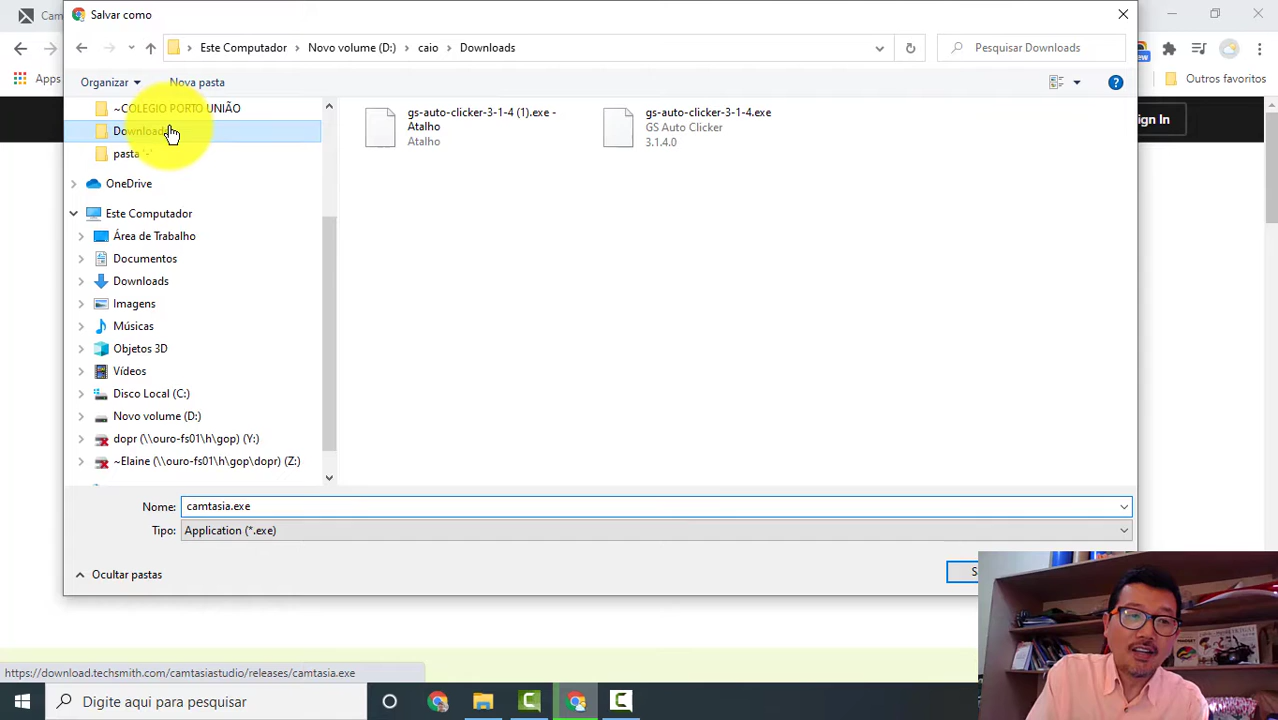 Cam
Salvar como
Este Computador
Novo volume (D:)
caio
Downloads
Pesquisar Downloads
Organizar
Nova pasta
Apps
Outros favoritos
~COLEGIO PORTO UNIÃO
Downloads
pasta '-'
OneDrive
Este Computador
Área de Trabalho
Documentos
Downloads
Imagens
Músicas
Objetos 3D
Vídeos
Disco Local (C:)
Novo volume (D:)
dopr (\\ouro-fs01\h\gop) (Y:)
~Elaine (\\ouro-fs01\h\gop\dopr) (Z:)
gs-auto-clicker-3-1-4 (1).exe -
Atalho
Atalho
gs-auto-clicker-3-1-4.exe
GS Auto Clicker
3.1.4.0
ign In
Nome:
camtasia.exe
Tipo:
Application (*.exe)
Ocultar pastas
S
https://download.techsmith.com/camtasiastudio/releases/camtasia.exe
Digite aqui para pesquisar